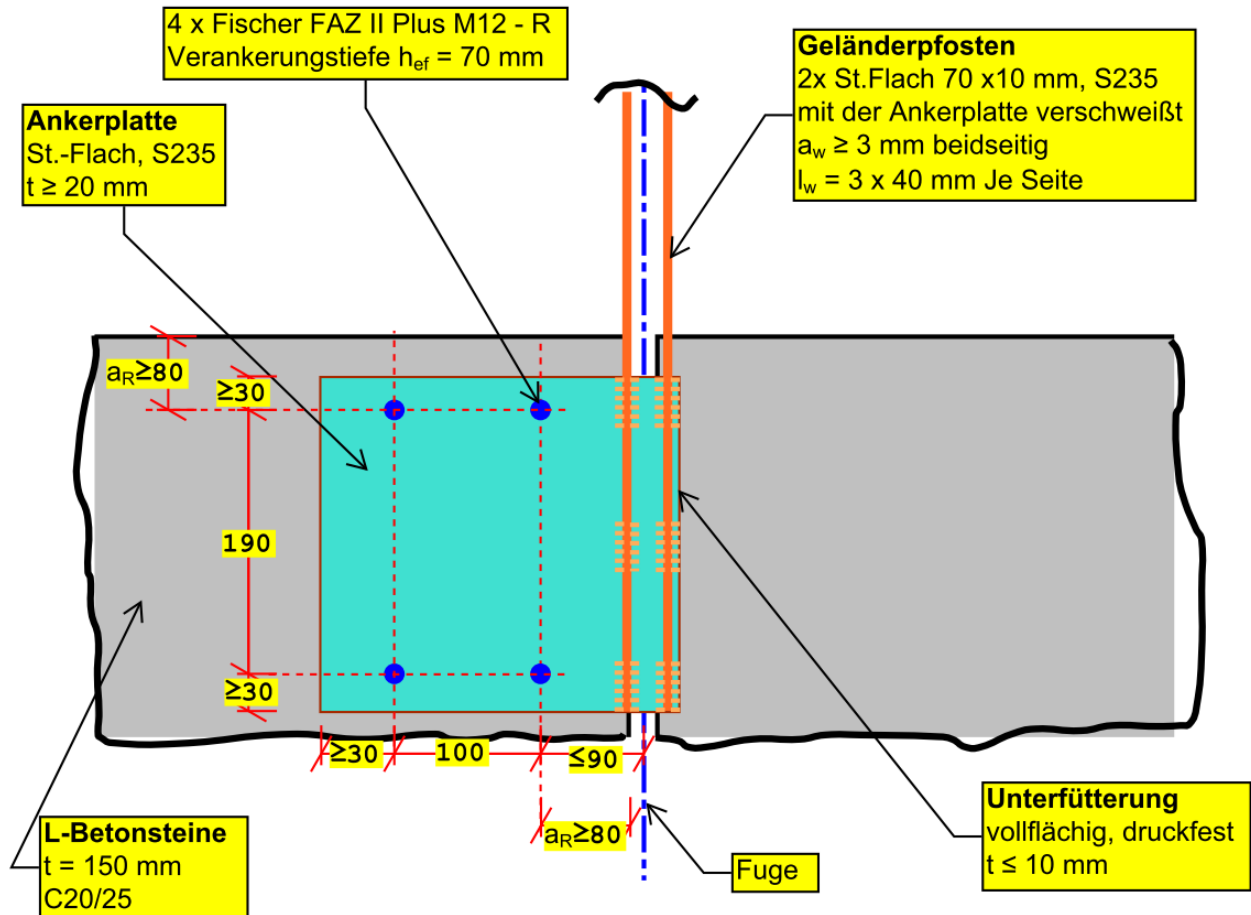 4 x Fischer FAZ II Plus M12 - R
Verankerungstiefe hef = 70 mm
Geländerpfosten
2x St.Flach 70 x10 mm, S235
mit der Ankerplatte verschweißt
aw ≥ 3 mm beidseitig
lw = 3 x 40 mm Je Seite
Ankerplatte
St.-Flach, S235
t ≥ 20 mm
aR≥80
≥30
190
≥30
≥30
100
≤90
aR≥80
L-Betonsteine
t = 150 mm
C20/25
Fuge
Unterfütterung
vollflächig, druckfest
t ≤ 10 mm